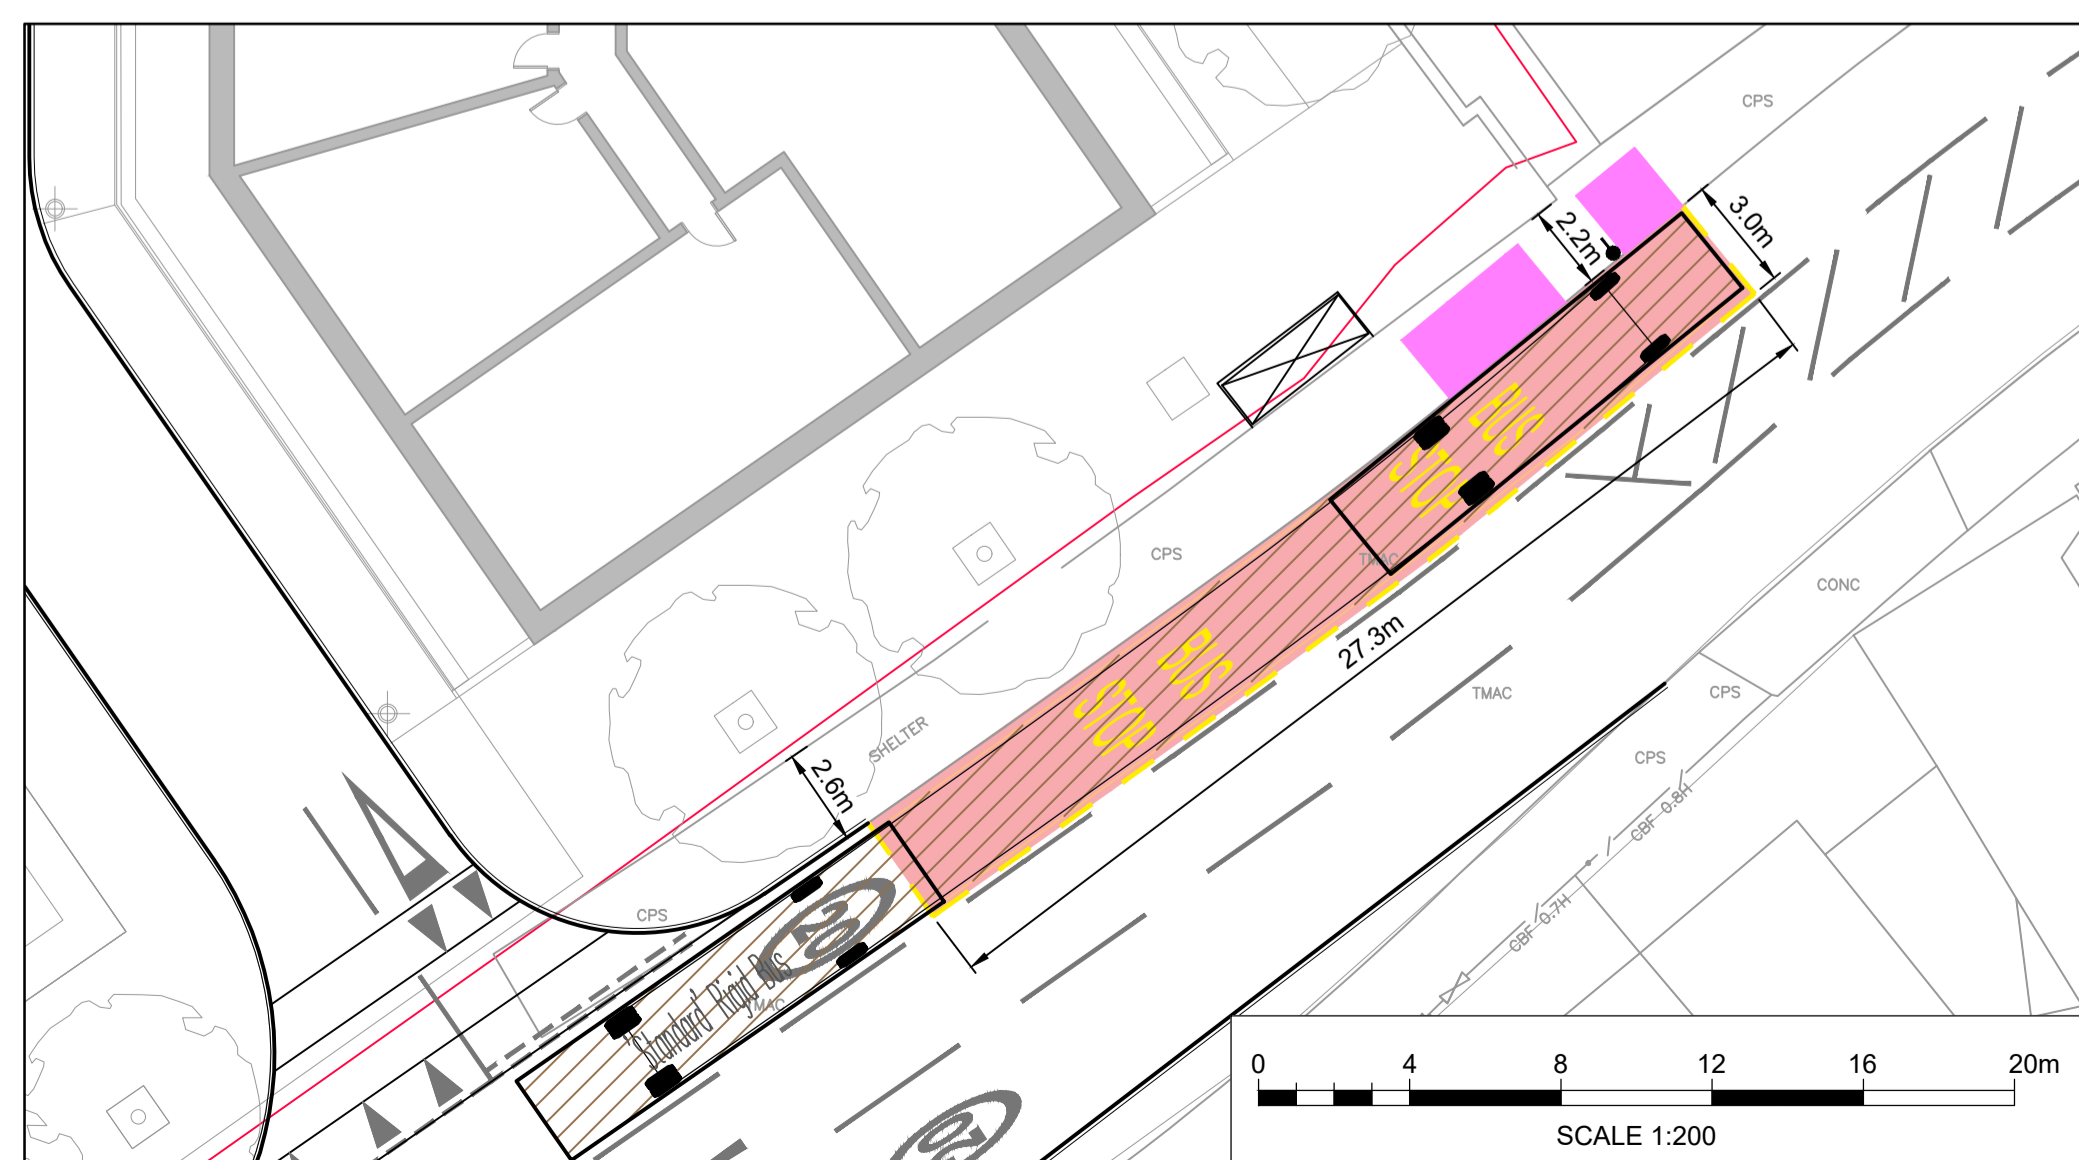 CPS
3.0m
2.2m
BUS
STOP
CPS
TMAC
CONC
27.3m
BUS
STOP
TMAC
CPS
SHELTER
CPS
2.6m
CBF 0.8H
CPS
20
CBF 0.7H
'Standard' Rigid Bus
TMAC
20
0 4 8 12 16 20m
SCALE 1:200